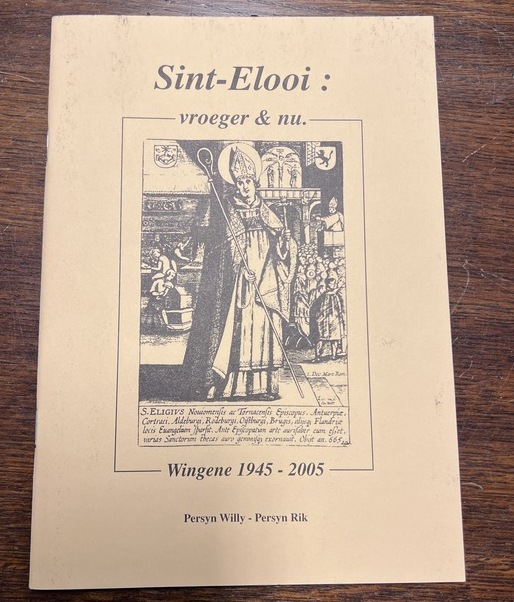 Sint-Elooi :
vroeger & nu.
S. ELIGIVS Nouiomensis ac Tornacensis Episcopus. Antuerpiæ,
Cortraci, Aldeburgi, Rodeburgi, Ostburgi, Brugis, aliisq; Flandriæ
locis Euangelium sparsit. Ante Episcopatum arte aurifaber cum esset,
varias Sanctorum thecas auro gemmisq; exornauit. Obijt an. 665
Wingene 1945 - 2005
Persyn Willy - Persyn Rik